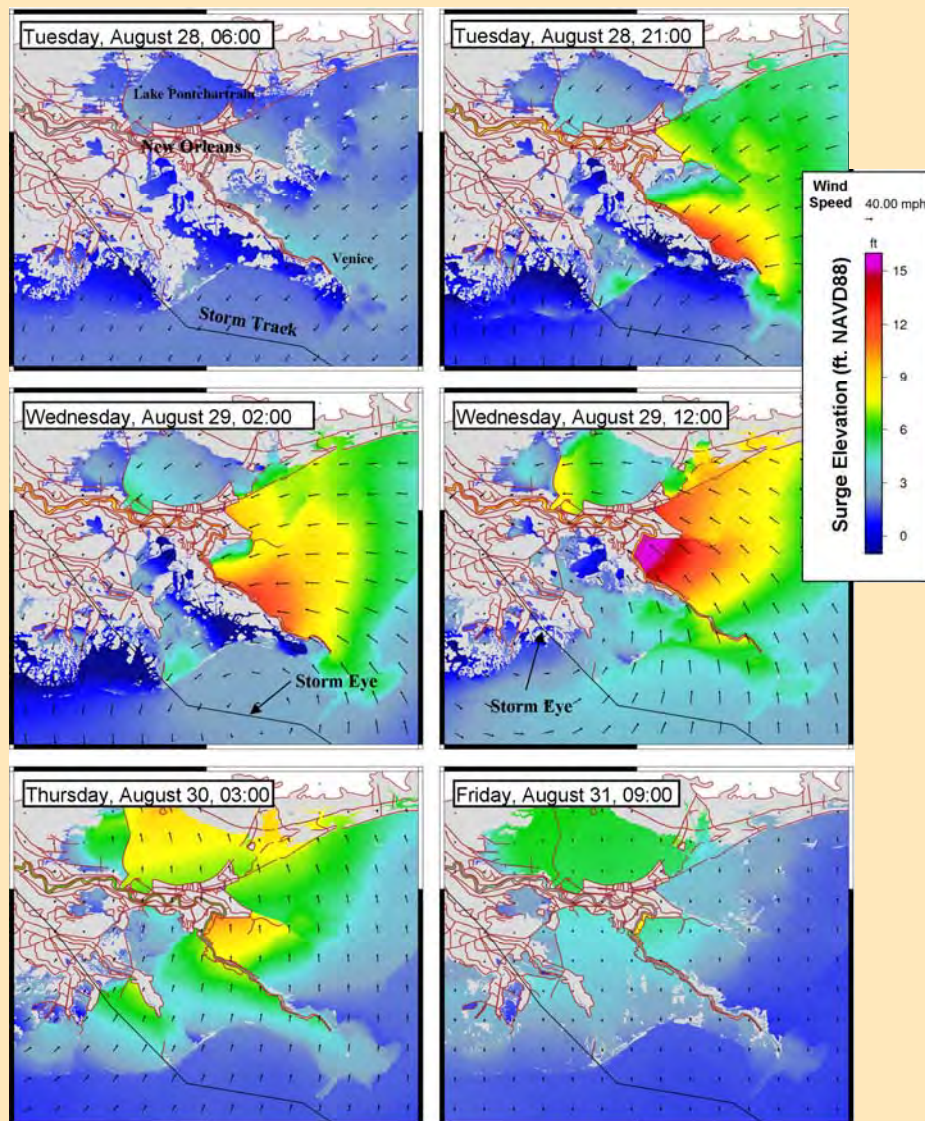 Tuesday, August 28, 06:00
Lake Pontchartrain
New Orleans
Venice
Storm Track
Tuesday, August 28, 21:00
Wind
Speed
40.00 mph
ft
15
12
9
6
3
0
Surge Elevation (ft. NAVD88)
Wednesday, August 29, 02:00
Storm Eye
Wednesday, August 29, 12:00
Storm Eye
Thursday, August 30, 03:00
Friday, August 31, 09:00